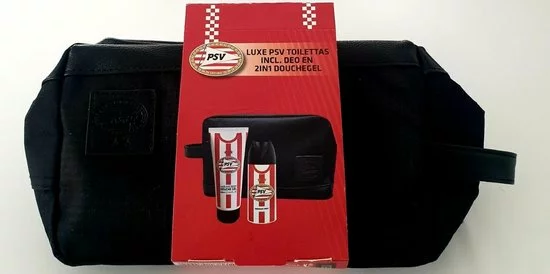 PSV
LUXE PSV TOILETTAS
INCL. DEO EN
2IN1 DOUCHEGEL
PSV
PSV